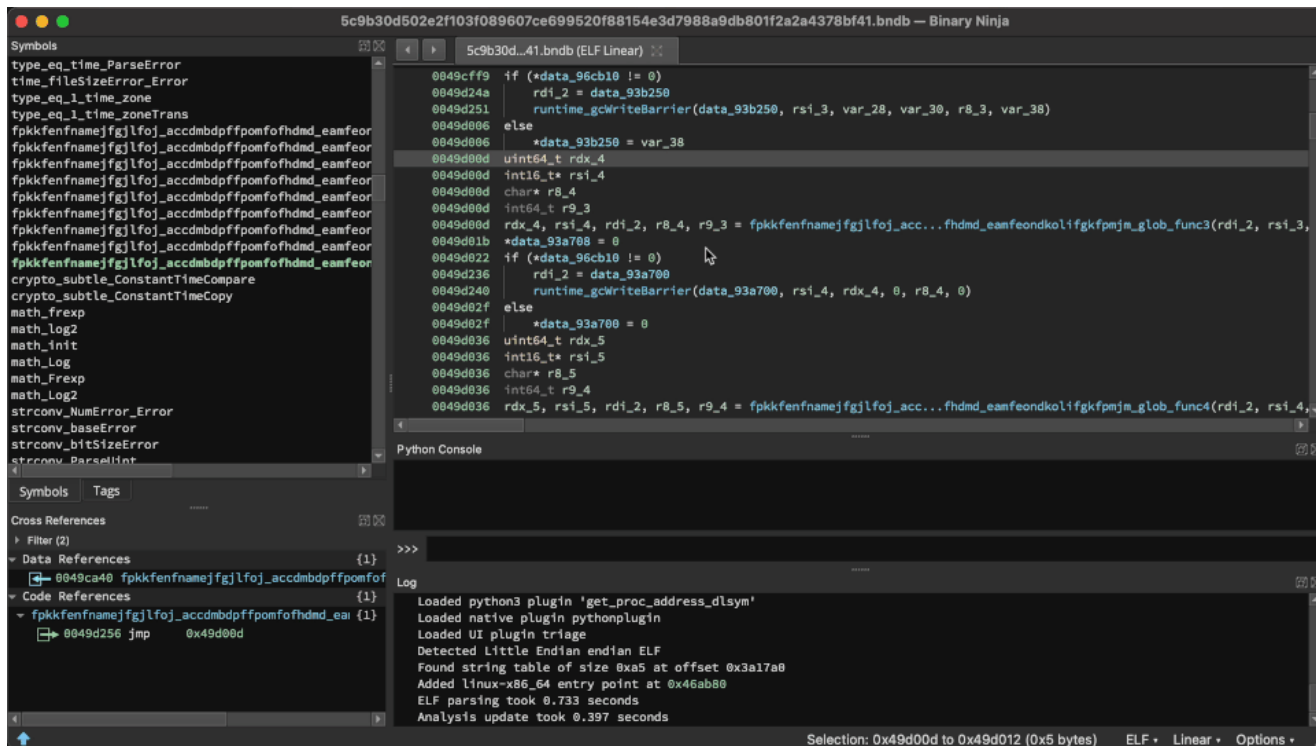 5c9b30d502e2f103f089607ce699520f88154e3d7988a9db801f2a2a4378bf41.bndb — Binary Ninja
Symbols
type_eq_time_ParseError
time_fileSizeError_Error
type_eq_1_time_zone
type_eq_1_time_zoneTrans
fpkkfenfnamejfgjlfoj_accdmbdpffpomfofhdmd_eamfeor
fpkkfenfnamejfgjlfoj_accdmbdpffpomfofhdmd_eamfeor
fpkkfenfnamejfgjlfoj_accdmbdpffpomfofhdmd_eamfeor
fpkkfenfnamejfgjlfoj_accdmbdpffpomfofhdmd_eamfeor
fpkkfenfnamejfgjlfoj_accdmbdpffpomfofhdmd_eamfeor
fpkkfenfnamejfgjlfoj_accdmbdpffpomfofhdmd_eamfeor
fpkkfenfnamejfgjlfoj_accdmbdpffpomfofhdmd_eamfeor
fpkkfenfnamejfgjlfoj_accdmbdpffpomfofhdmd_eamfeor
fpkkfenfnamejfgjlfoj_accdmbdpffpomfofhdmd_eamfeon
crypto_subtle_ConstantTimeCompare
crypto_subtle_ConstantTimeCopy
math_frexp
math_log2
math_init
math_Log
math_Frexp
math_Log2
strconv_NumError_Error
strconv_baseError
strconv_bitSizeError
strconv_ParseUint
Symbols Tags
Cross References
Filter (2)
Data References {1}
0049ca40 fpkkfenfnamejfgjlfoj_accdmbdpffpomfof
Code References {1}
fpkkfenfnamejfgjlfoj_accdmbdpffpomfofhdmd_eai {1}
0049d256 jmp 0x49d00d
5c9b30d...41.bndb (ELF Linear)
0049cff9 if (*data_96cb10 != 0)
0049d24a rdi_2 = data_93b250
0049d251 runtime_gcWriteBarrier(data_93b250, rsi_3, var_28, var_30, r8_3, var_38)
0049d006 else
0049d006 *data_93b250 = var_38
0049d00d uint64_t rdx_4
0049d00d int16_t* rsi_4
0049d00d char* r8_4
0049d00d int64_t r9_3
0049d00d rdx_4, rsi_4, rdi_2, r8_4, r9_3 = fpkkfenfnamejfgjlfoj_acc...fhdmd_eamfeondkolifgkfpmjm_glob_func3(rdi_2, rsi_3,
0049d01b *data_93a708 = 0
0049d022 if (*data_96cb10 != 0)
0049d236 rdi_2 = data_93a700
0049d240 runtime_gcWriteBarrier(data_93a700, rsi_4, rdx_4, 0, r8_4, 0)
0049d02f else
0049d02f *data_93a700 = 0
0049d036 uint64_t rdx_5
0049d036 int16_t* rsi_5
0049d036 char* r8_5
0049d036 int64_t r9_4
0049d036 rdx_5, rsi_5, rdi_2, r8_5, r9_4 = fpkkfenfnamejfgjlfoj_acc...fhdmd_eamfeondkolifgkfpmjm_glob_func4(rdi_2, rsi_4,
Python Console
>>>
Log
Loaded python3 plugin 'get_proc_address_dlsym'
Loaded native plugin pythonplugin
Loaded UI plugin triage
Detected Little Endian endian ELF
Found string table of size 0xa5 at offset 0x3a17a0
Added linux-x86_64 entry point at 0x46ab80
ELF parsing took 0.733 seconds
Analysis update took 0.397 seconds
Selection: 0x49d00d to 0x49d012 (0x5 bytes) ELF Linear Options